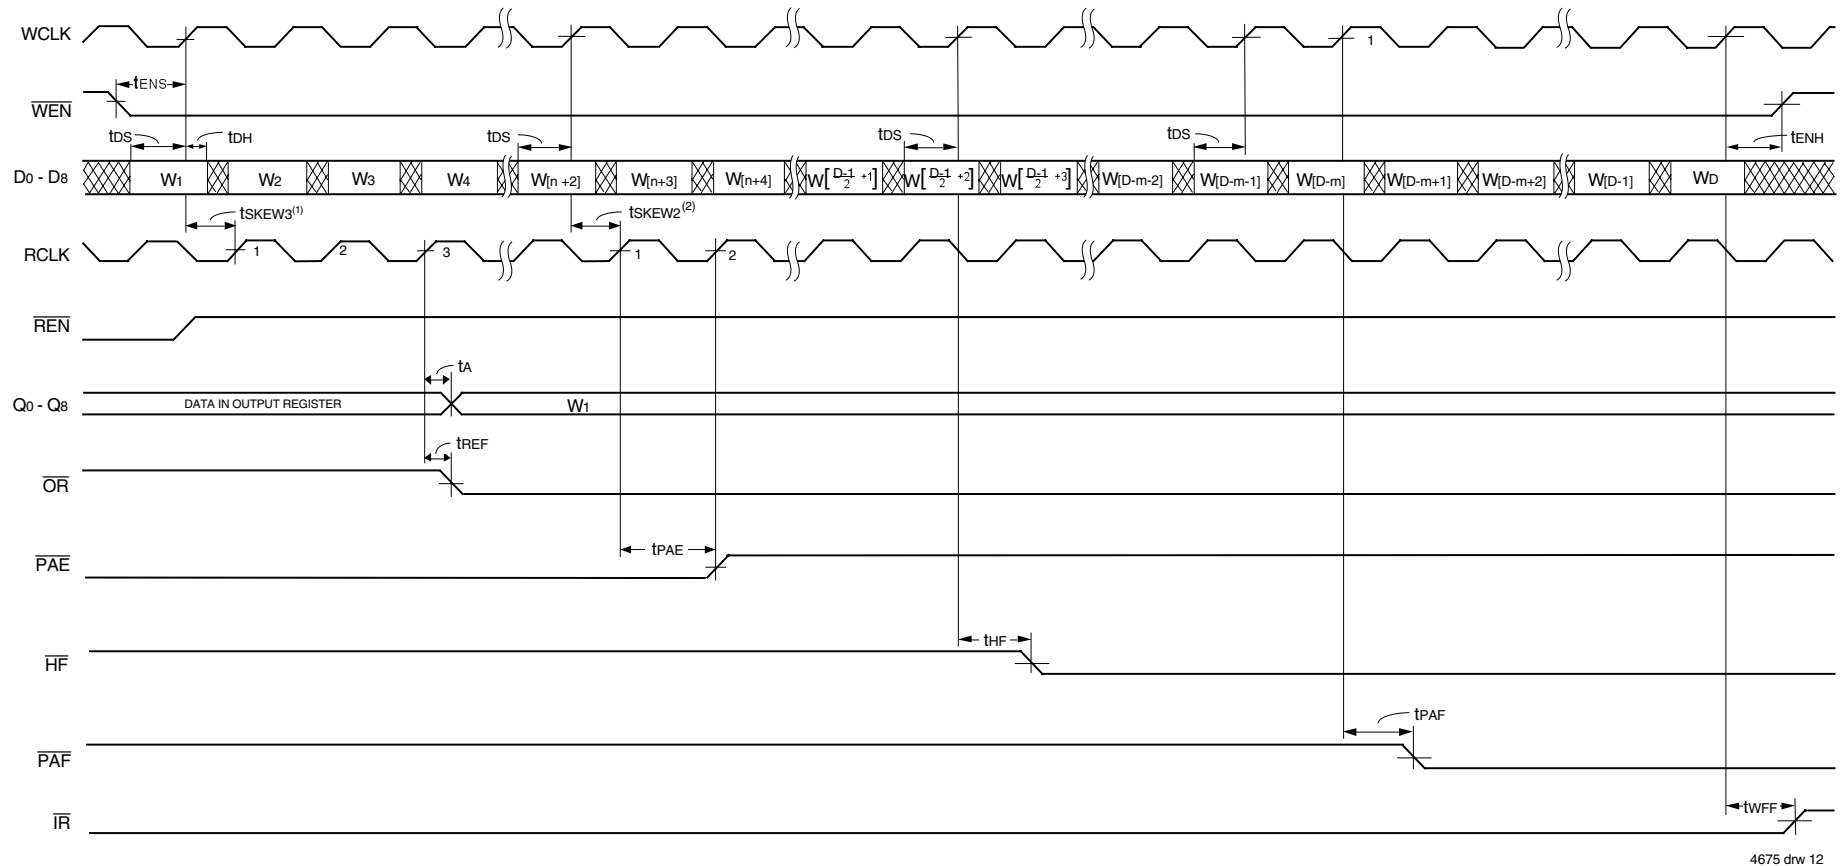 WCLK 1
tENS
WEN
tDS tDH tDS tDS tDS tENH
D0 - D8 W1 W2 W3 W4 W[n +2] W[n+3] W[n+4] W[D-1/2 +1] W[D-1/2 +2] W[D-1/2 +3] W[D-m-2] W[D-m-1] W[D-m] W[D-m+1] W[D-m+2] W[D-1] WD
tSKEW3(1) tSKEW2(2)
RCLK 1 2 3 1 2
REN
tA
Q0 - Q8 DATA IN OUTPUT REGISTER W1
tREF
OR
tPAE
PAE
tHF
HF
tPAF
PAF
tWFF
IR
4675 drw 12